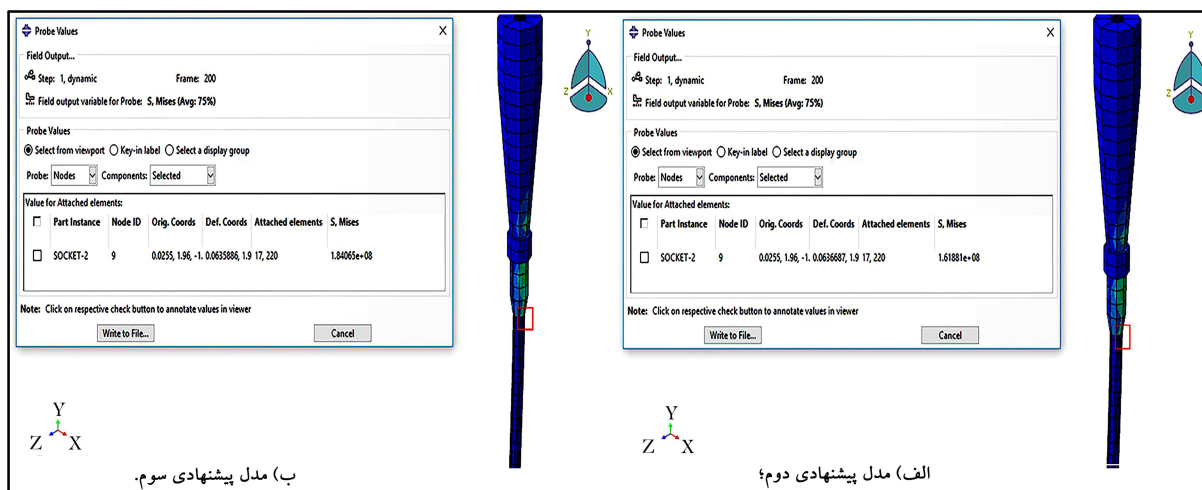 Probe Values X
Field Output...
Step: 1, dynamic Frame: 200
Field output variable for Probe: S, Mises (Avg: 75%)
Probe Values
Select from viewport Key-in label Select a display group
Probe: Nodes Components: Selected
Value for Attached elements:
Part Instance Node ID Orig. Coords Def. Coords Attached elements S, Mises
SOCKET-2 9 0.0255, 1.96, -1. 0.0635886, 1.9 17, 220 1.84065e+08
Note: Click on respective check button to annotate values in viewer
Write to File... Cancel
Y
Z X
Y
Z X
ب) مدل پیشنهادی سوم.
Probe Values X
Field Output...
Step: 1, dynamic Frame: 200
Field output variable for Probe: S, Mises (Avg: 75%)
Probe Values
Select from viewport Key-in label Select a display group
Probe: Nodes Components: Selected
Value for Attached elements:
Part Instance Node ID Orig. Coords Def. Coords Attached elements S, Mises
SOCKET-2 9 0.0255, 1.96, -1. 0.0636687, 1.9 17, 220 1.61881e+08
Note: Click on respective check button to annotate values in viewer
Write to File... Cancel
Y
Z
Y
Z X
الف) مدل پیشنهادی دوم؛